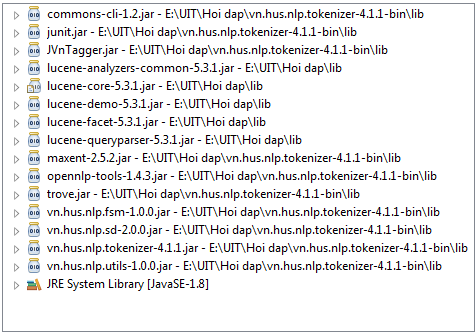 commons-cli-1.2.jar - E:\UIT\Hoi dap\vn.hus.nlp.tokenizer-4.1.1-bin\lib
junit.jar - E:\UIT\Hoi dap\vn.hus.nlp.tokenizer-4.1.1-bin\lib
JVnTagger.jar - E:\UIT\Hoi dap\vn.hus.nlp.tokenizer-4.1.1-bin\lib
lucene-analyzers-common-5.3.1.jar - E:\UIT\Hoi dap\lib
lucene-core-5.3.1.jar - E:\UIT\Hoi dap\lib
lucene-demo-5.3.1.jar - E:\UIT\Hoi dap\lib
lucene-facet-5.3.1.jar - E:\UIT\Hoi dap\lib
lucene-queryparser-5.3.1.jar - E:\UIT\Hoi dap\lib
maxent-2.5.2.jar - E:\UIT\Hoi dap\vn.hus.nlp.tokenizer-4.1.1-bin\lib
opennlp-tools-1.4.3.jar - E:\UIT\Hoi dap\vn.hus.nlp.tokenizer-4.1.1-bin\lib
trove.jar - E:\UIT\Hoi dap\vn.hus.nlp.tokenizer-4.1.1-bin\lib
vn.hus.nlp.fsm-1.0.0.jar - E:\UIT\Hoi dap\vn.hus.nlp.tokenizer-4.1.1-bin\lib
vn.hus.nlp.sd-2.0.0.jar - E:\UIT\Hoi dap\vn.hus.nlp.tokenizer-4.1.1-bin\lib
vn.hus.nlp.tokenizer-4.1.1.jar - E:\UIT\Hoi dap\vn.hus.nlp.tokenizer-4.1.1-bin\lib
vn.hus.nlp.utils-1.0.0.jar - E:\UIT\Hoi dap\vn.hus.nlp.tokenizer-4.1.1-bin\lib
JRE System Library [JavaSE-1.8]